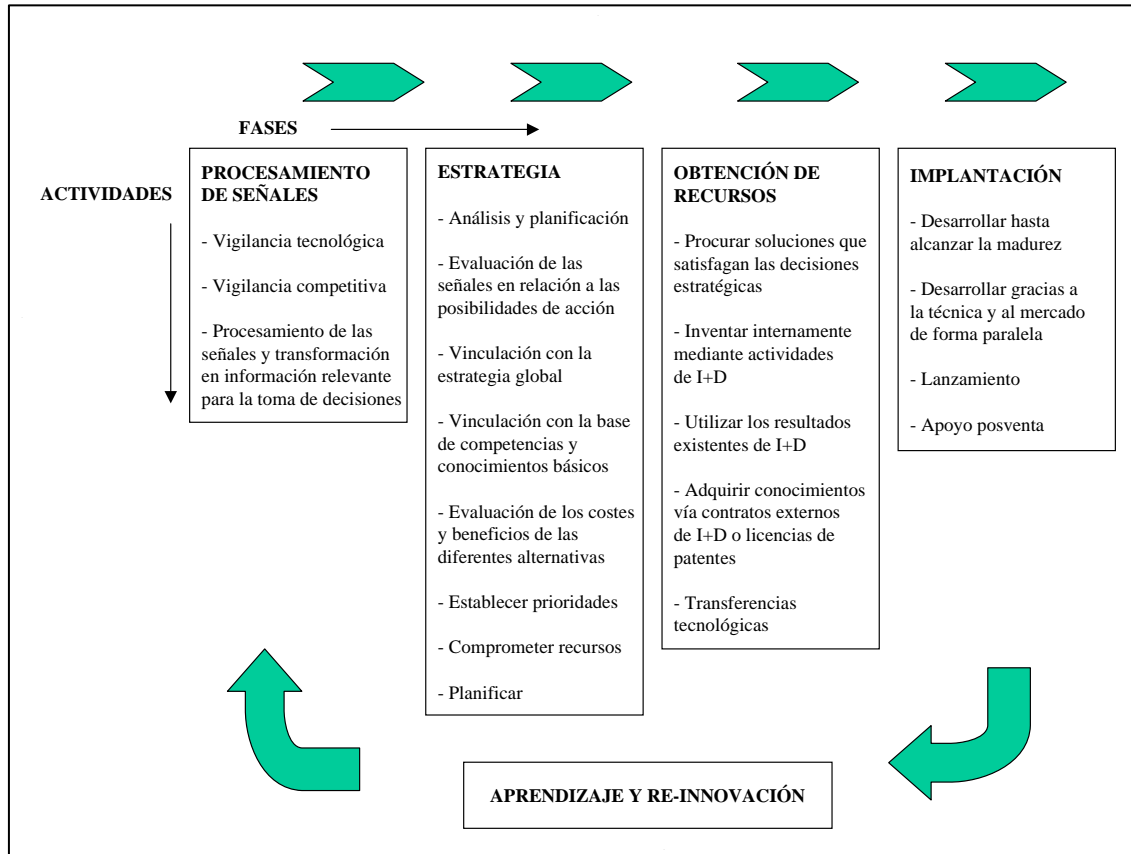 FASES
ACTIVIDADES
PROCESAMIENTO
DE SEÑALES
- Vigilancia tecnológica
- Vigilancia competitiva
- Procesamiento de las
señales y transformación
en información relevante
para la toma de decisiones
ESTRATEGIA
- Análisis y planificación
- Evaluación de las
señales en relación a las
posibilidades de acción
- Vinculación con la
estrategia global
- Vinculación con la base
de competencias y
conocimientos básicos
- Evaluación de los costes
y beneficios de las
diferentes alternativas
- Establecer prioridades
- Comprometer recursos
- Planificar
OBTENCIÓN DE
RECURSOS
- Procurar soluciones que
satisfagan las decisiones
estratégicas
- Inventar internamente
mediante actividades
de I+D
- Utilizar los resultados
existentes de I+D
- Adquirir conocimientos
vía contratos externos
de I+D o licencias de
patentes
- Transferencias
tecnológicas
IMPLANTACIÓN
- Desarrollar hasta
alcanzar la madurez
- Desarrollar gracias a
la técnica y al mercado
de forma paralela
- Lanzamiento
- Apoyo posventa
APRENDIZAJE Y RE-INNOVACIÓN